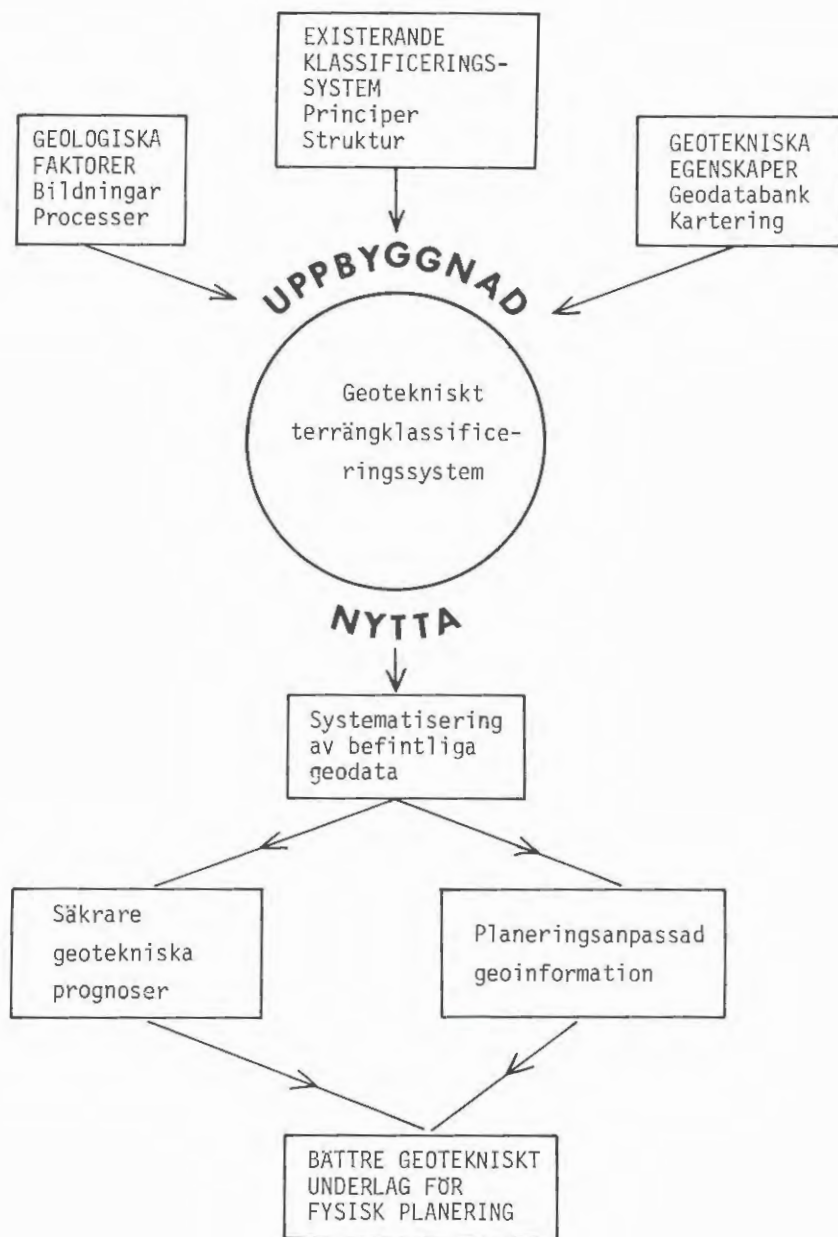 EXISTERANDE
KLASSIFICERINGS-
SYSTEM
Principer
Struktur
GEOLOGISKA
FAKTORER
Bildningar
Processer
GEOTEKNISKA
EGENSKAPER
Geodatabank
Kartering
UPPBYGGNAD
Geotekniskt
terrängklassifice-
ringssystem
NYTTA
Systematisering
av befintliga
geodata
Säkrare
geotekniska
prognoser
Planeringsanpassad
geoinformation
BÄTTRE GEOTEKNISKT
UNDERLAG FÖR
FYSISK PLANERING